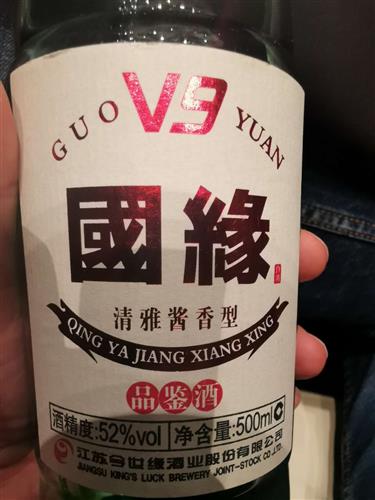 GUO V9 YUAN
國緣
清雅酱香型
QING YA JIANG XIANG XING
品鉴酒
酒精度:52%vol 净含量:500ml
江苏今世缘酒业股份有限公司
JIANGSU KING'S LUCK BREWERY JOINT-STOCK CO.,LTD.